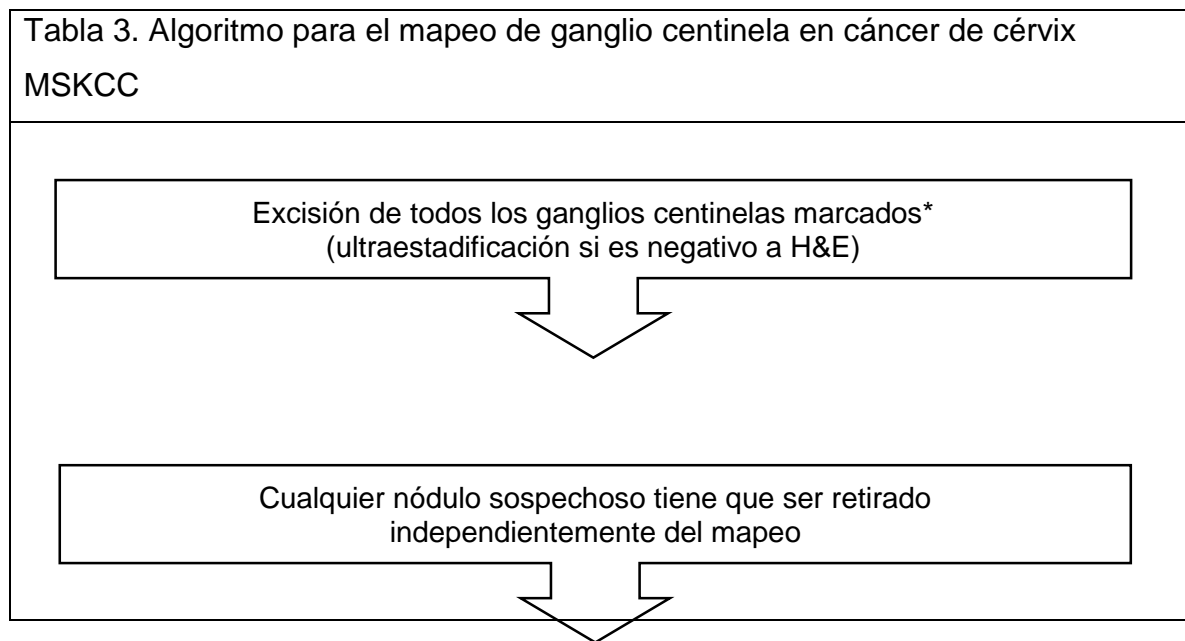 Tabla 3. Algoritmo para el mapeo de ganglio centinela en cáncer de cérvix
MSKCC
Excisión de todos los ganglios centinelas marcados*
(ultraestadificación si es negativo a H&E)
Cualquier nódulo sospechoso tiene que ser retirado
independientemente del mapeo